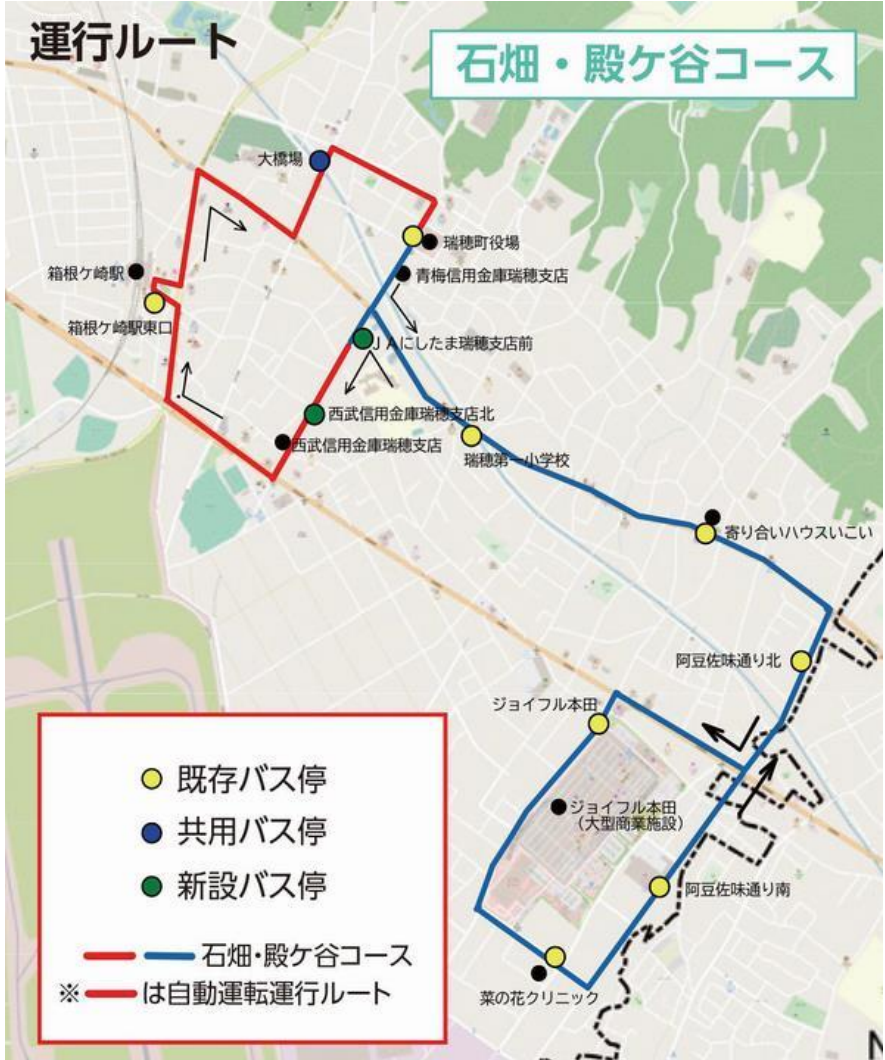 運行ルート
石畑・殿ケ谷コース
大橋場
瑞穂町役場
箱根ケ崎駅
青梅信用金庫瑞穂支店
箱根ケ崎駅東口
JAにしたま瑞穂支店前
西武信用金庫瑞穂支店北
西武信用金庫瑞穂支店
瑞穂第一小学校
寄り合いハウスいこい
阿豆佐味通り北
ジョイフル本田
ジョイフル本田
（大型商業施設）
阿豆佐味通り南
菜の花クリニック
既存バス停
共用バス停
新設バス停
石畑・殿ケ谷コース
※ は自動運転運行ルート
N